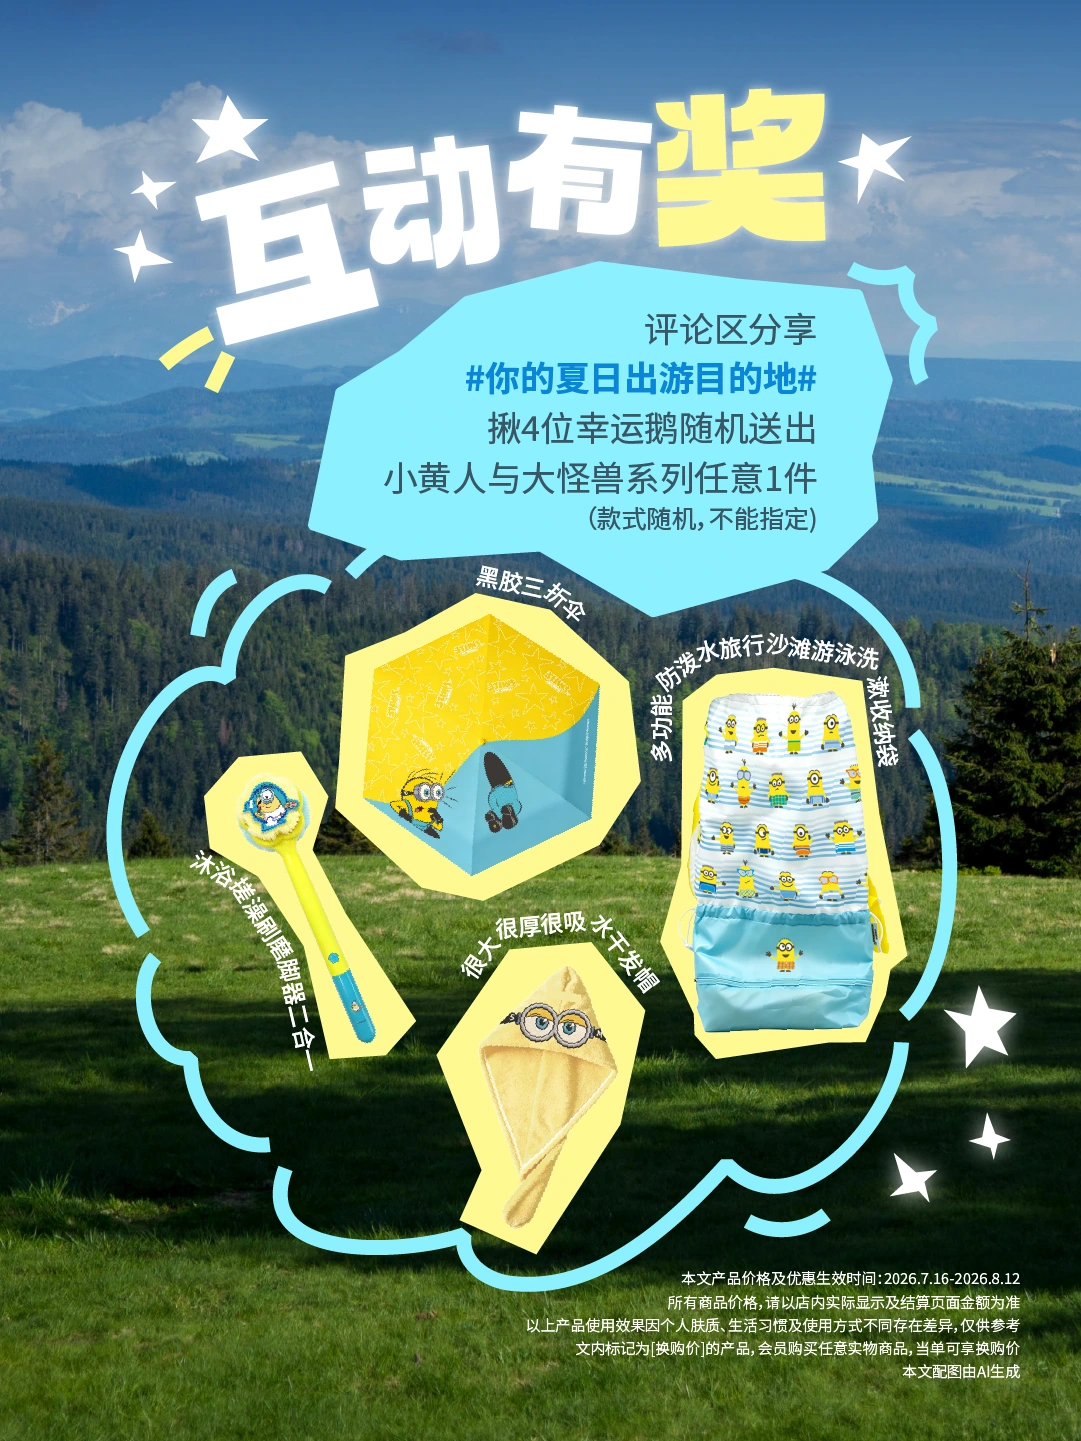 互动有奖
评论区分享
#你的夏日出游目的地#
揪4位幸运鹅随机送出
小黄人与大怪兽系列任意1件
(款式随机，不能指定)
黑胶三折伞
多功能防泼水旅行沙滩游泳洗漱收纳袋
沐浴搓澡刷磨脚器二合一
很大很厚很吸水干发帽
本文产品价格及优惠生效时间：2026.7.16-2026.8.12
所有商品价格，请以店内实际显示及结算页面金额为准
以上产品使用效果因个人肤质、生活习惯及使用方式不同存在差异，仅供参考
文内标记为[换购价]的产品，会员购买任意实物商品，当单可享换购价
本文配图由AI生成